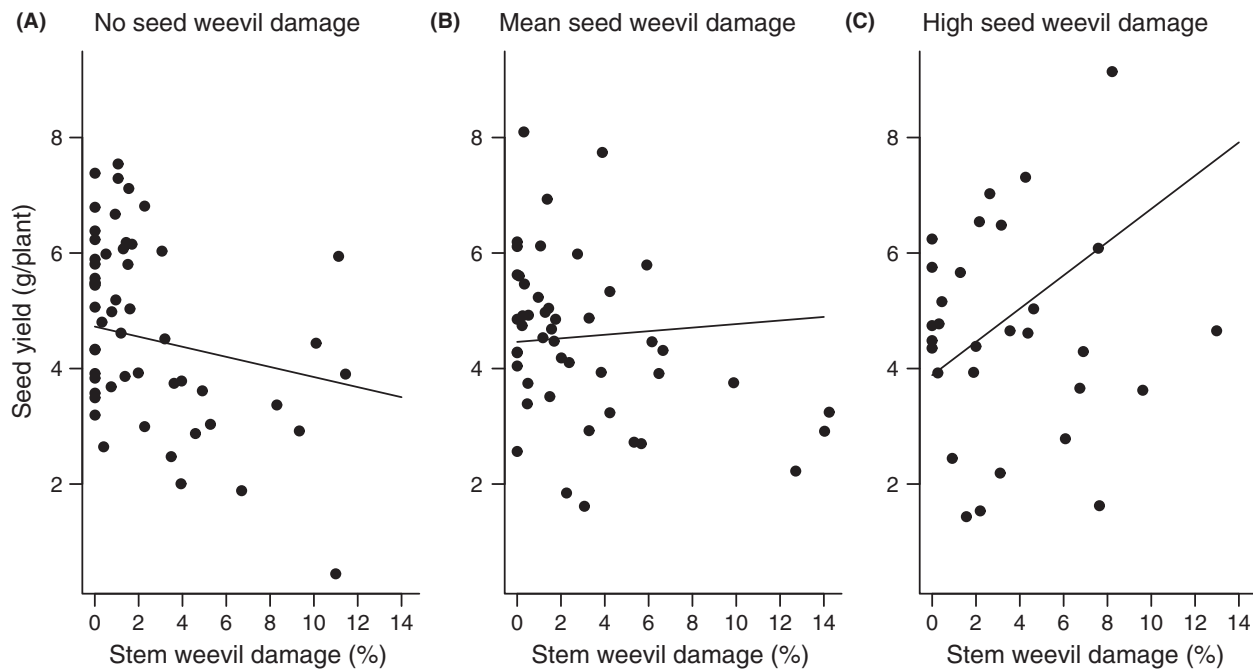 (A) No seed weevil damage
(B) Mean seed weevil damage
(C) High seed weevil damage
Seed yield (g/plant)
8
6
4
2
0 2 4 6 8 10 12 14
Stem weevil damage (%)
8
6
4
2
0 2 4 6 8 10 12 14
Stem weevil damage (%)
8
6
4
2
0 2 4 6 8 10 12 14
Stem weevil damage (%)